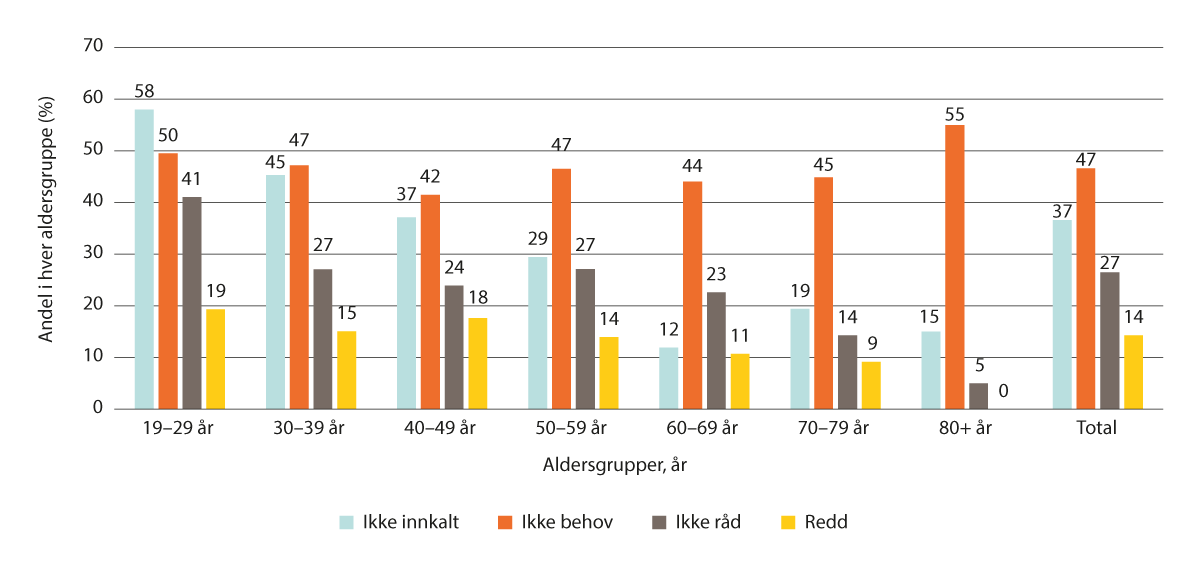 Andel i hver aldersgruppe (%)
70
60
50
40
30
20
10
0
58
50
41
19
45
47
27
15
37
42
24
18
29
47
27
14
12
44
23
11
19
45
14
9
15
55
5
0
37
47
27
14
19–29 år
30–39 år
40–49 år
50–59 år
60–69 år
70–79 år
80+ år
Total
Aldersgrupper, år
Ikke innkalt
Ikke behov
Ikke råd
Redd